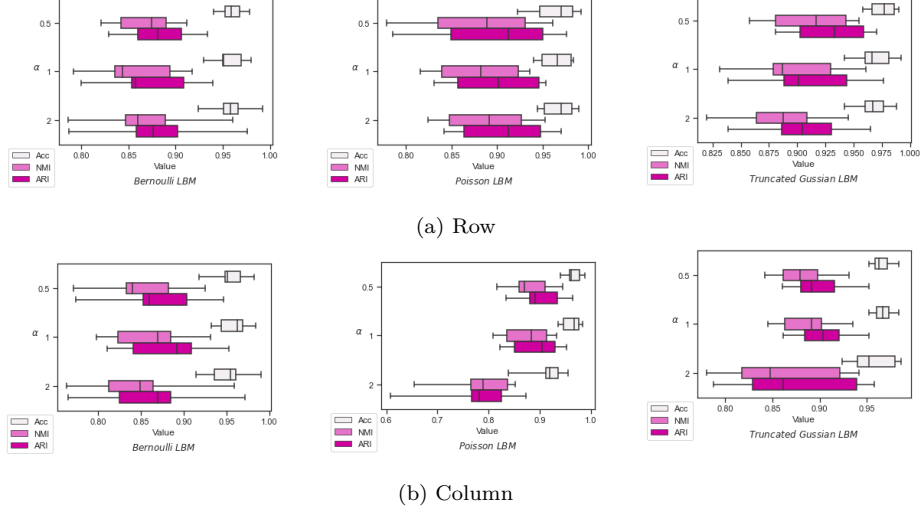 0.5
α
1
2
0.80 0.85 0.90 0.95 1.00
Value
Acc
NMI
ARI
Bernoulli LBM
0.5
α
1
2
0.80 0.85 0.90 0.95 1.00
Value
Acc
NMI
ARI
Poisson LBM
0.5
α
1
2
0.825 0.850 0.875 0.900 0.925 0.950 0.975 1.000
Value
Acc
NMI
ARI
Truncated Gussian LBM
(a) Row
0.5
α
1
2
0.80 0.85 0.90 0.95 1.00
Value
Acc
NMI
ARI
Bernoulli LBM
0.5
α
1
2
0.6 0.7 0.8 0.9 1.0
Value
Acc
NMI
ARI
Poisson LBM
0.5
α
1
2
0.80 0.85 0.90 0.95
Value
Acc
NMI
ARI
Truncated Gussian LBM
(b) Column